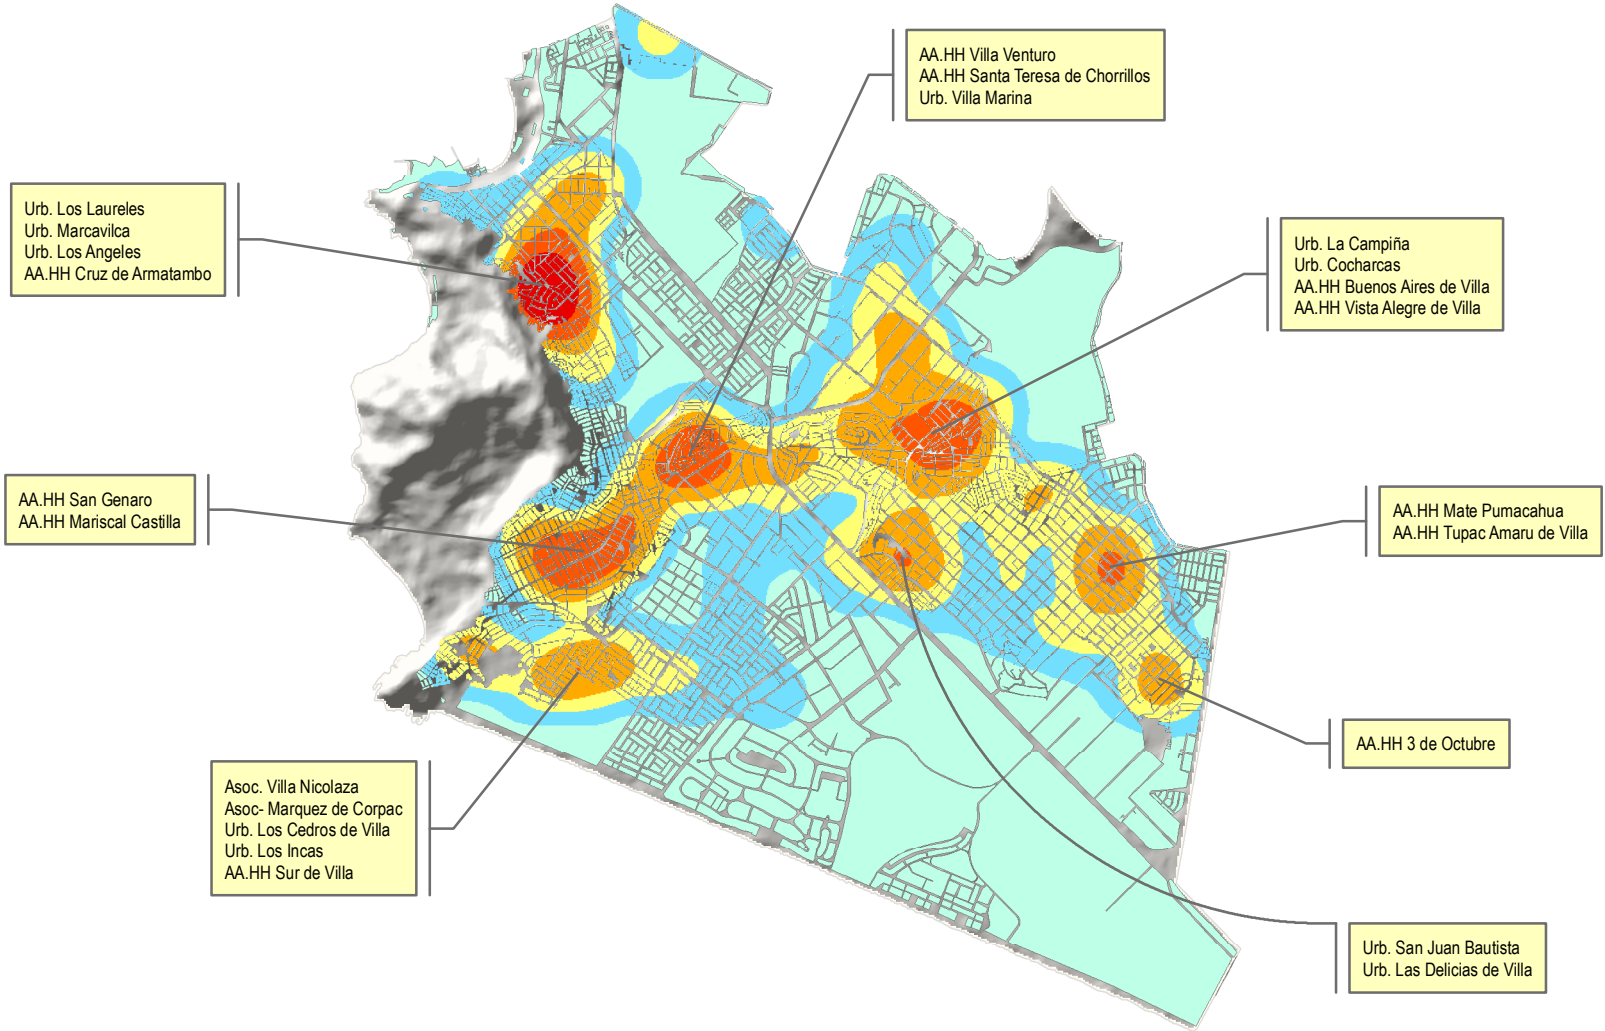 AA.HH Villa Venturo
AA.HH Santa Teresa de Chorrillos
Urb. Villa Marina
Urb. Los Laureles
Urb. Marcavilca
Urb. Los Angeles
AA.HH Cruz de Armatambo
Urb. La Campiña
Urb. Cocharcas
AA.HH Buenos Aires de Villa
AA.HH Vista Alegre de Villa
AA.HH San Genaro
AA.HH Mariscal Castilla
AA.HH Mate Pumacahua
AA.HH Tupac Amaru de Villa
AA.HH 3 de Octubre
Asoc. Villa Nicolaza
Asoc- Marquez de Corpac
Urb. Los Cedros de Villa
Urb. Los Incas
AA.HH Sur de Villa
Urb. San Juan Bautista
Urb. Las Delicias de Villa